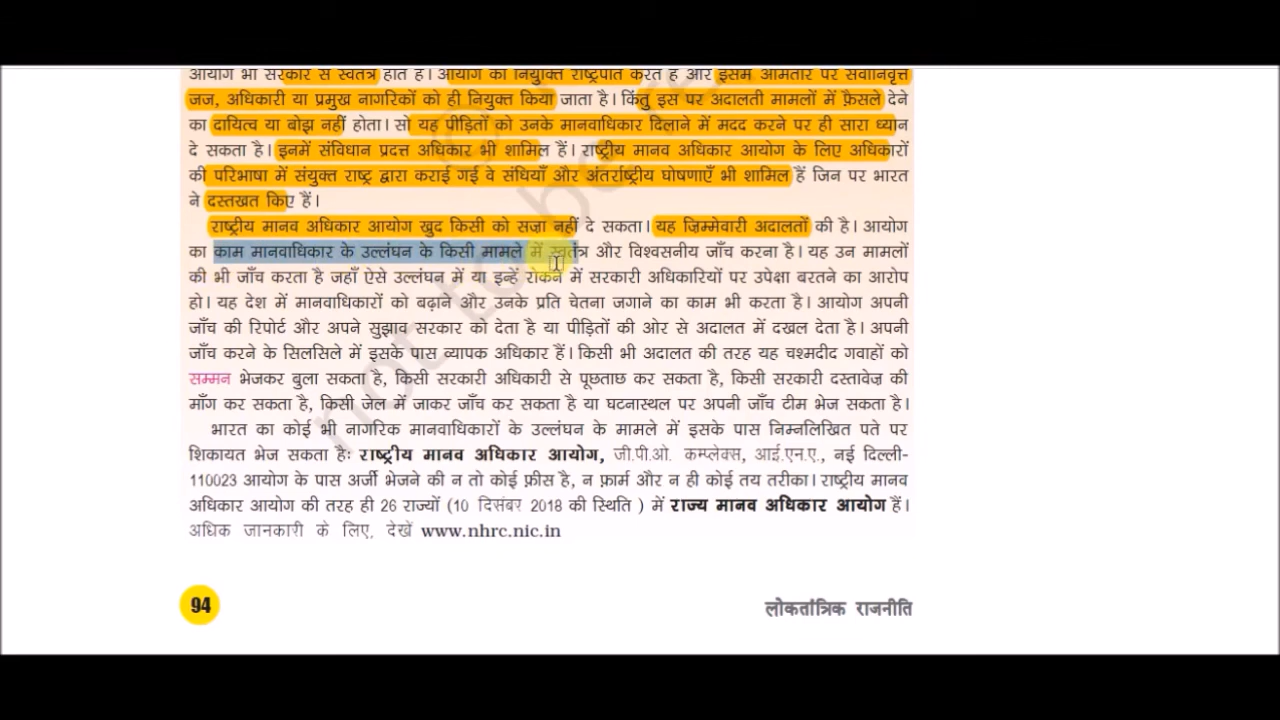 आयोग भी सरकार से स्वतंत्र होते हैं। आयोग की नियुक्ति राष्ट्रपति करते हैं और इसमें आमतौर पर सेवानिवृत्त
जज, अधिकारी या प्रमुख नागरिकों को ही नियुक्त किया जाता है। किंतु इस पर अदालती मामलों में फ़ैसले देने
का दायित्व या बोझ नहीं होता। सो यह पीड़ितों को उनके मानवाधिकार दिलाने में मदद करने पर ही सारा ध्यान
दे सकता है। इनमें संविधान प्रदत्त अधिकार भी शामिल हैं। राष्ट्रीय मानव अधिकार आयोग के लिए अधिकारों
की परिभाषा में संयुक्त राष्ट्र द्वारा कराई गई वे संधियाँ और अंतर्राष्ट्रीय घोषणाएँ भी शामिल हैं जिन पर भारत
ने दस्तखत किए हैं।
राष्ट्रीय मानव अधिकार आयोग खुद किसी को सज़ा नहीं दे सकता। यह ज़िम्मेवारी अदालतों की है। आयोग
का काम मानवाधिकार के उल्लंघन के किसी मामले में स्वतंत्र और विश्वसनीय जाँच करना है। यह उन मामलों
की भी जाँच करता है जहाँ ऐसे उल्लंघन में या इन्हें रोकने में सरकारी अधिकारियों पर उपेक्षा बरतने का आरोप
हो। यह देश में मानवाधिकारों को बढ़ाने और उनके प्रति चेतना जगाने का काम भी करता है। आयोग अपनी
जाँच की रिपोर्ट और अपने सुझाव सरकार को देता है या पीड़ितों की ओर से अदालत में दखल देता है। अपनी
जाँच करने के सिलसिले में इसके पास व्यापक अधिकार हैं। किसी भी अदालत की तरह यह चश्मदीद गवाहों को
सम्मन भेजकर बुला सकता है, किसी सरकारी अधिकारी से पूछताछ कर सकता है, किसी सरकारी दस्तावेज़ की
माँग कर सकता है, किसी जेल में जाकर जाँच कर सकता है या घटनास्थल पर अपनी जाँच टीम भेज सकता है।
भारत का कोई भी नागरिक मानवाधिकारों के उल्लंघन के मामले में इसके पास निम्नलिखित पते पर
शिकायत भेज सकता हैः राष्ट्रीय मानव अधिकार आयोग, जी.पी.ओ. कम्प्लेक्स, आई.एन.ए., नई दिल्ली-
110023 आयोग के पास अर्जी भेजने की न तो कोई फ़ीस है, न फ़ार्म और न ही कोई तय तरीका। राष्ट्रीय मानव
अधिकार आयोग की तरह ही 26 राज्यों (10 दिसंबर 2018 की स्थिति ) में राज्य मानव अधिकार आयोग हैं।
अधिक जानकारी के लिए, देखें www.nhrc.nic.in
94
लोकतांत्रिक राजनीति
not to be